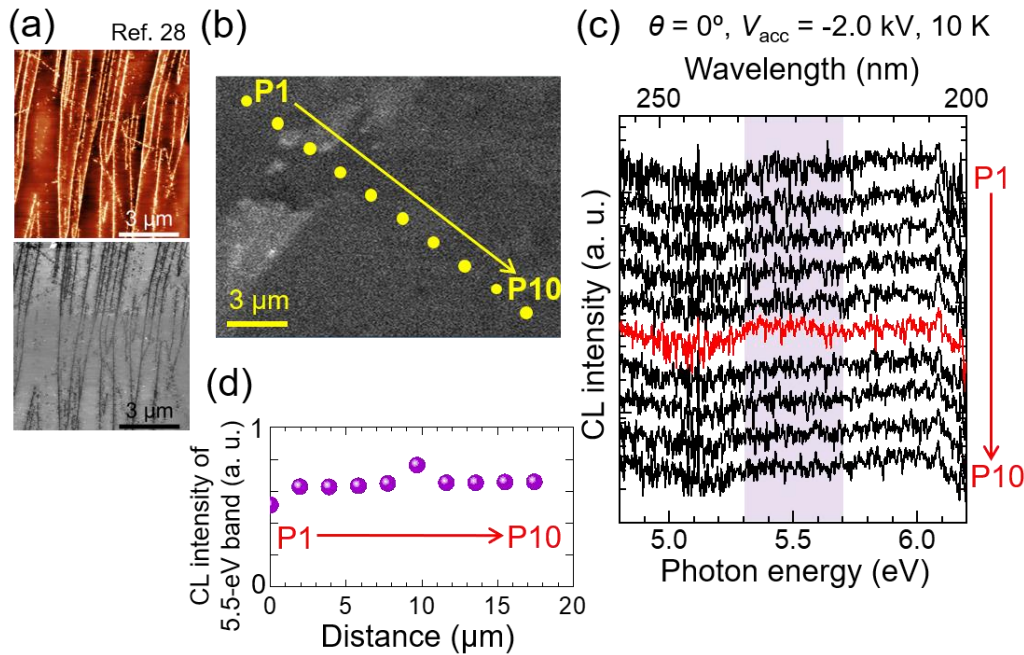 (a)
Ref. 28
3 μm
3 μm
(b)
P1
P10
3 μm
(c)
θ = 0º, Vacc = -2.0 kV, 10 K
Wavelength (nm)
250
200
CL intensity (a. u.)
P1
P10
5.0
5.5
6.0
Photon energy (eV)
(d)
CL intensity of
5.5-eV band (a. u.)
1
0
P1
P10
0
5
10
15
20
Distance (μm)